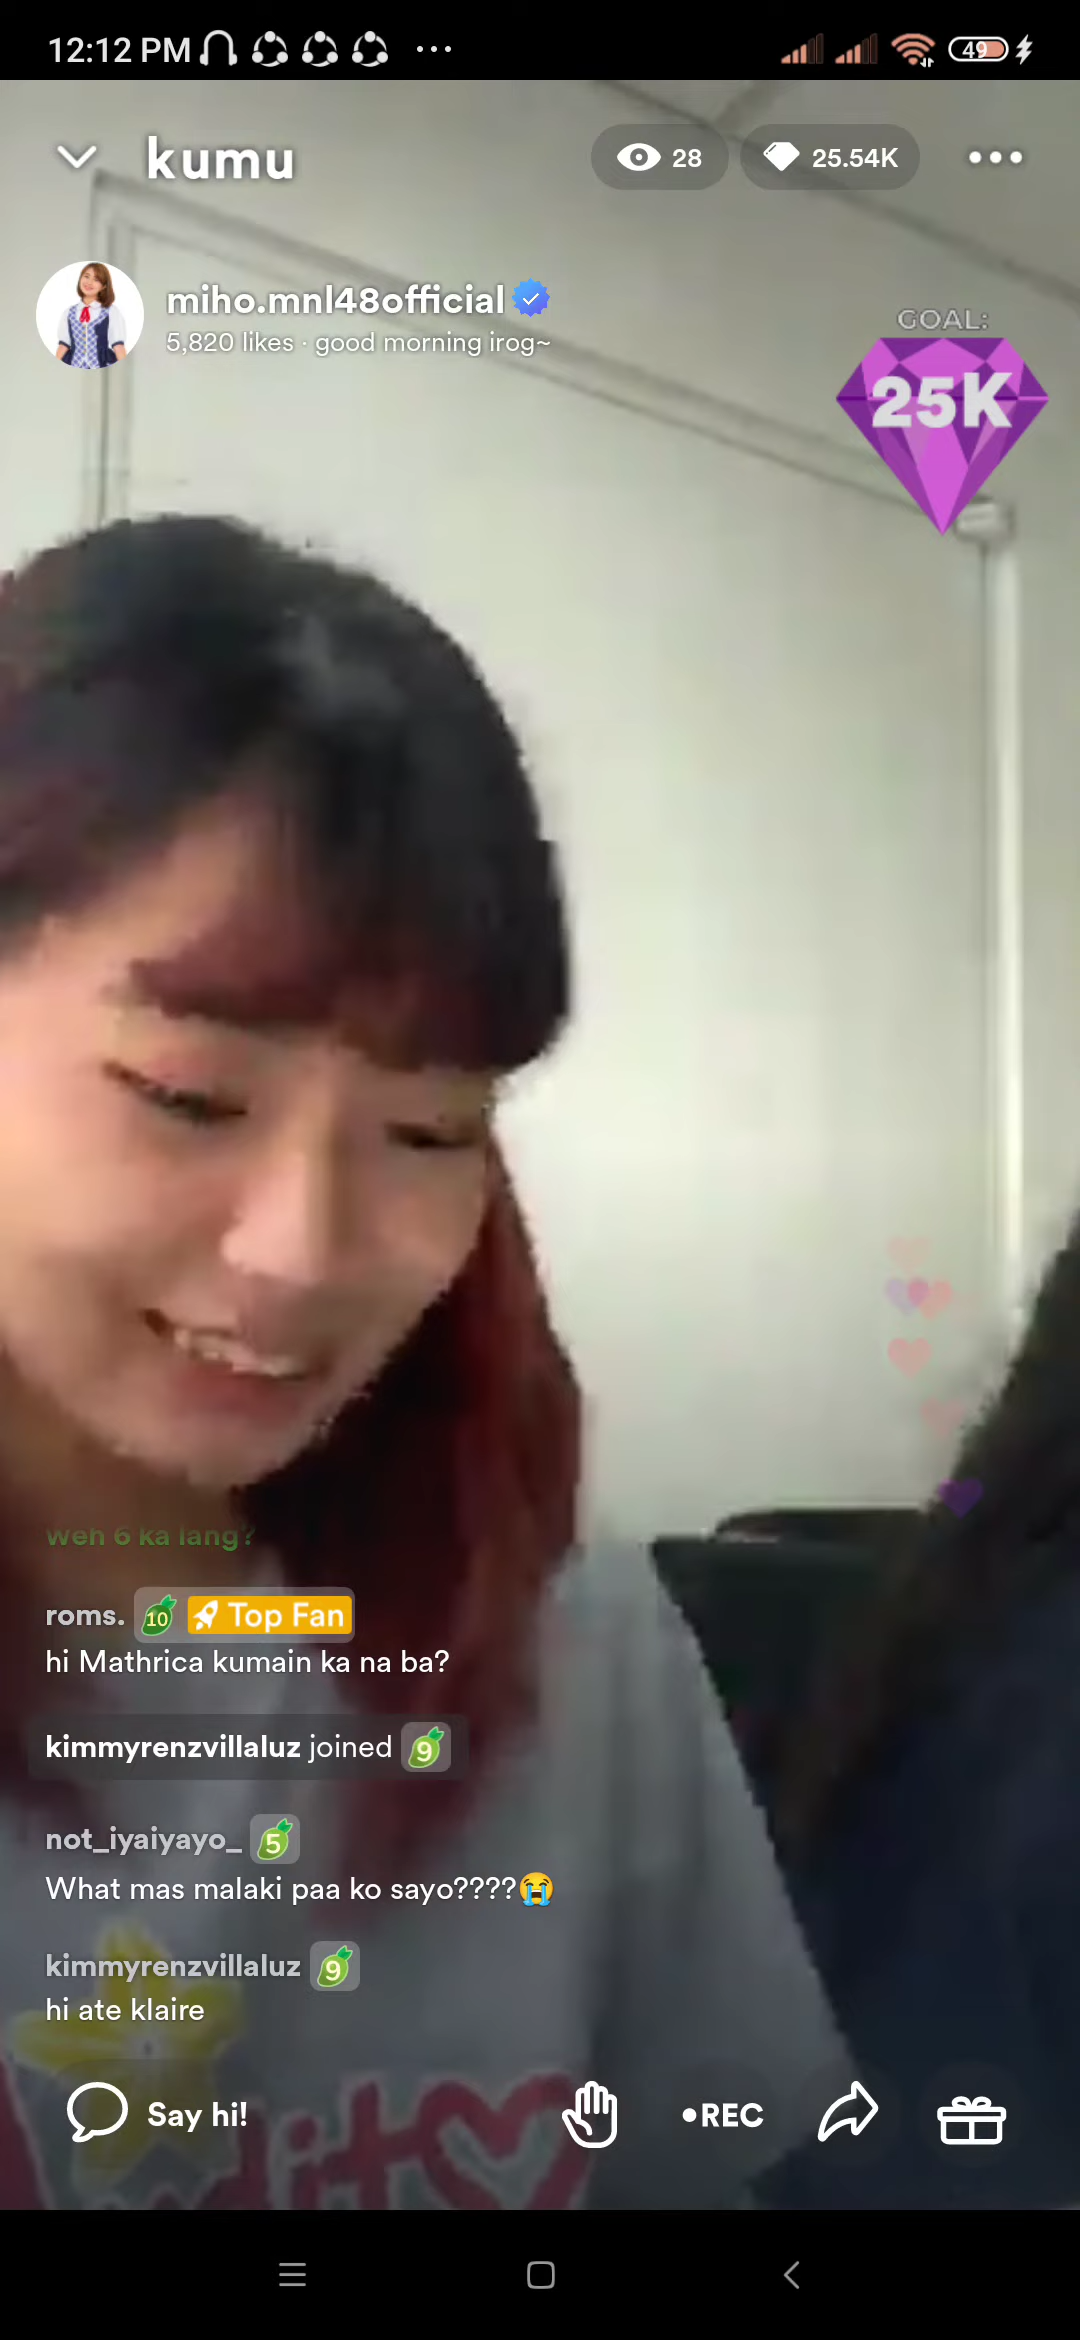 12:12 PM
49
kumu
28
25.54K
miho.mnl48official
5,820 likes · good morning irog~
GOAL:
25K
weh 6 ka lang?
roms. 10 Top Fan
hi Mathrica kumain ka na ba?
kimmyrenzvillaluz joined 9
not_iyaiyayo_ 5
What mas malaki paa ko sayo????😭
kimmyrenzvillaluz 9
hi ate klaire
Say hi!
•REC